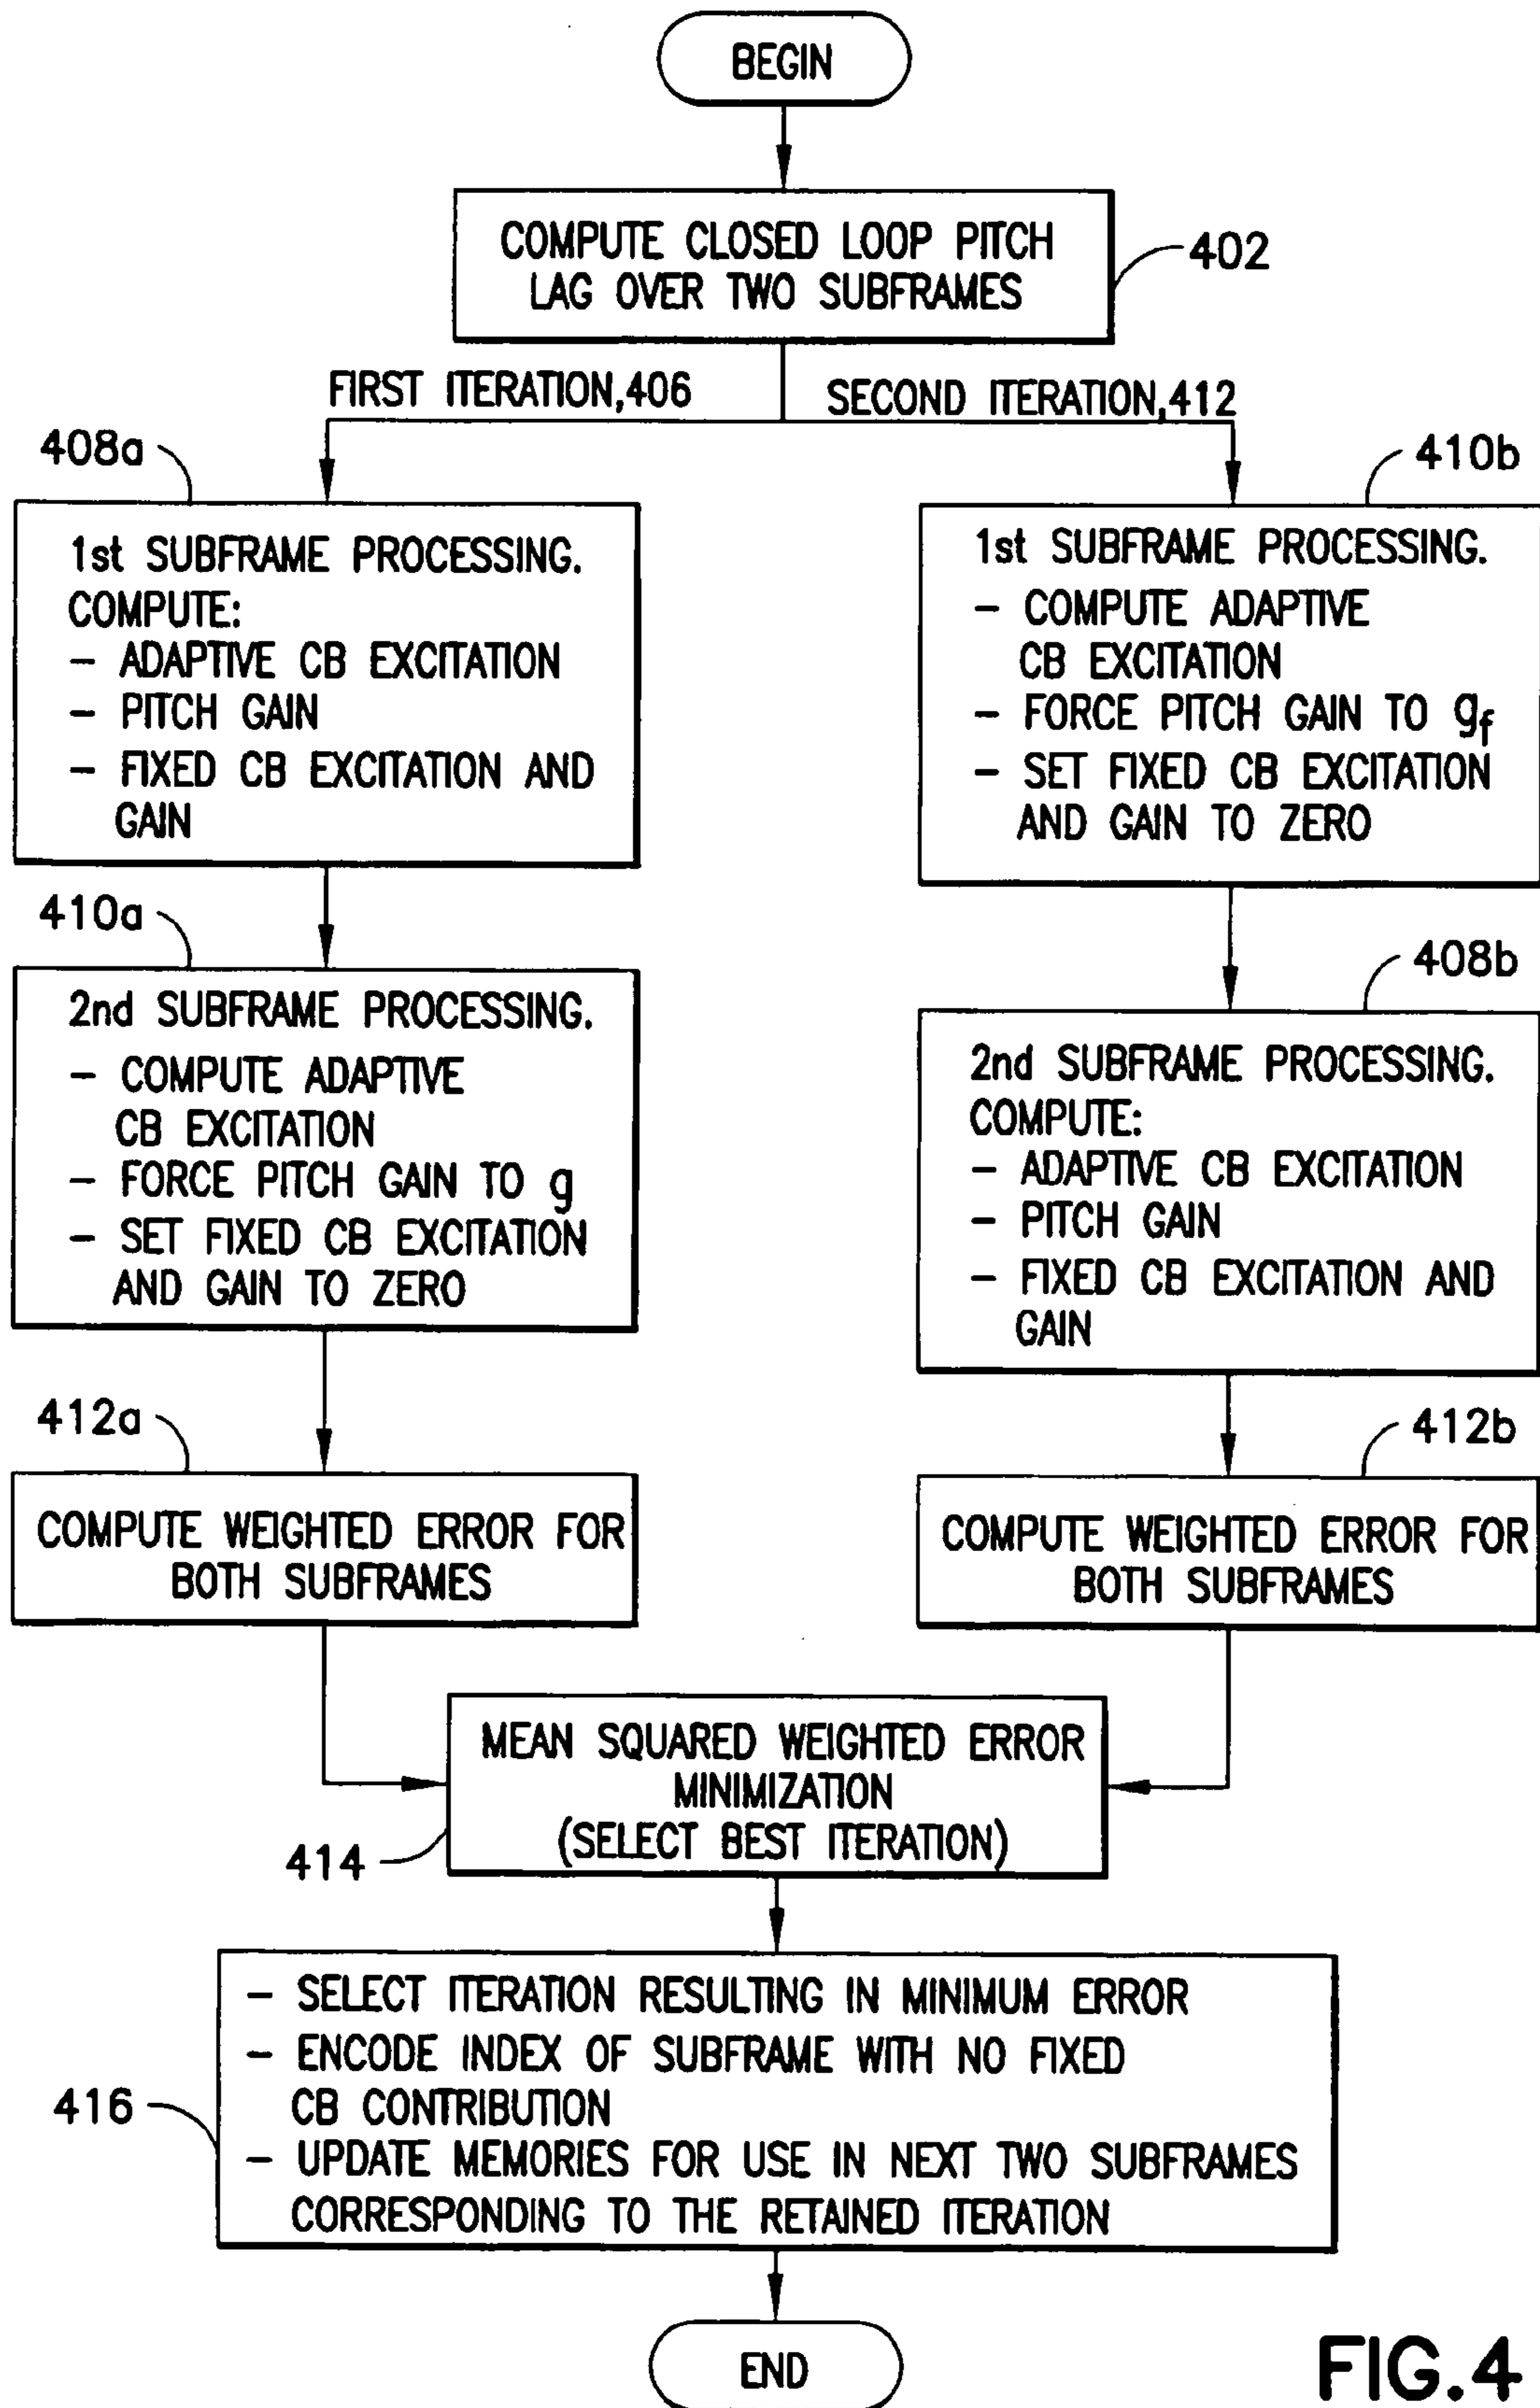 BEGIN
COMPUTE CLOSED LOOP PITCH
LAG OVER TWO SUBFRAMES
402
FIRST ITERATION,406
SECOND ITERATION,412
408a
1st SUBFRAME PROCESSING.
COMPUTE:
- ADAPTIVE CB EXCITATION
- PITCH GAIN
- FIXED CB EXCITATION AND
GAIN
410b
1st SUBFRAME PROCESSING.
- COMPUTE ADAPTIVE
CB EXCITATION
- FORCE PITCH GAIN TO gf
- SET FIXED CB EXCITATION
AND GAIN TO ZERO
410a
2nd SUBFRAME PROCESSING.
- COMPUTE ADAPTIVE
CB EXCITATION
- FORCE PITCH GAIN TO g
- SET FIXED CB EXCITATION
AND GAIN TO ZERO
408b
2nd SUBFRAME PROCESSING.
COMPUTE:
- ADAPTIVE CB EXCITATION
- PITCH GAIN
- FIXED CB EXCITATION AND
GAIN
412a
COMPUTE WEIGHTED ERROR FOR
BOTH SUBFRAMES
412b
COMPUTE WEIGHTED ERROR FOR
BOTH SUBFRAMES
MEAN SQUARED WEIGHTED ERROR
MINIMIZATION
(SELECT BEST ITERATION)
414
- SELECT ITERATION RESULTING IN MINIMUM ERROR
- ENCODE INDEX OF SUBFRAME WITH NO FIXED
CB CONTRIBUTION
- UPDATE MEMORIES FOR USE IN NEXT TWO SUBFRAMES
CORRESPONDING TO THE RETAINED ITERATION
416
END
FIG.4